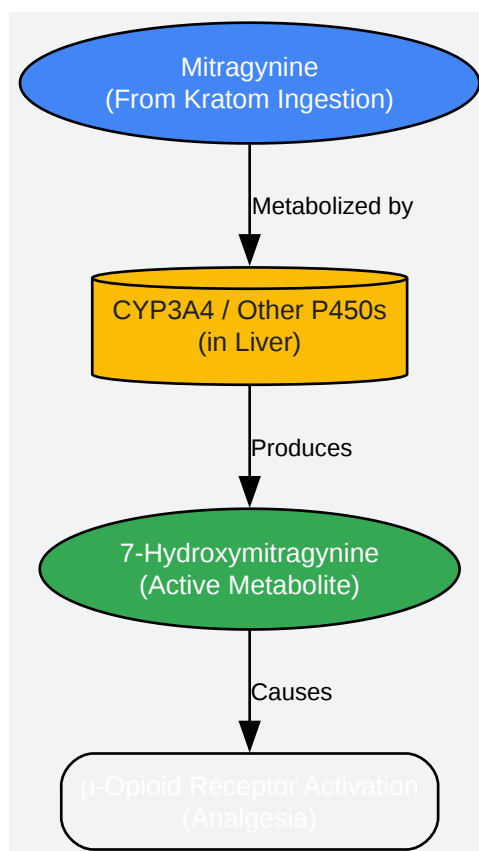 Mitragynine
(From Kratom Ingestion)
Metabolized by
CYP3A4 / Other P450s
(in Liver)
Produces
7-Hydroxymitragynine
(Active Metabolite)
Causes
μ-Opioid Receptor Activation
(Analgesia)